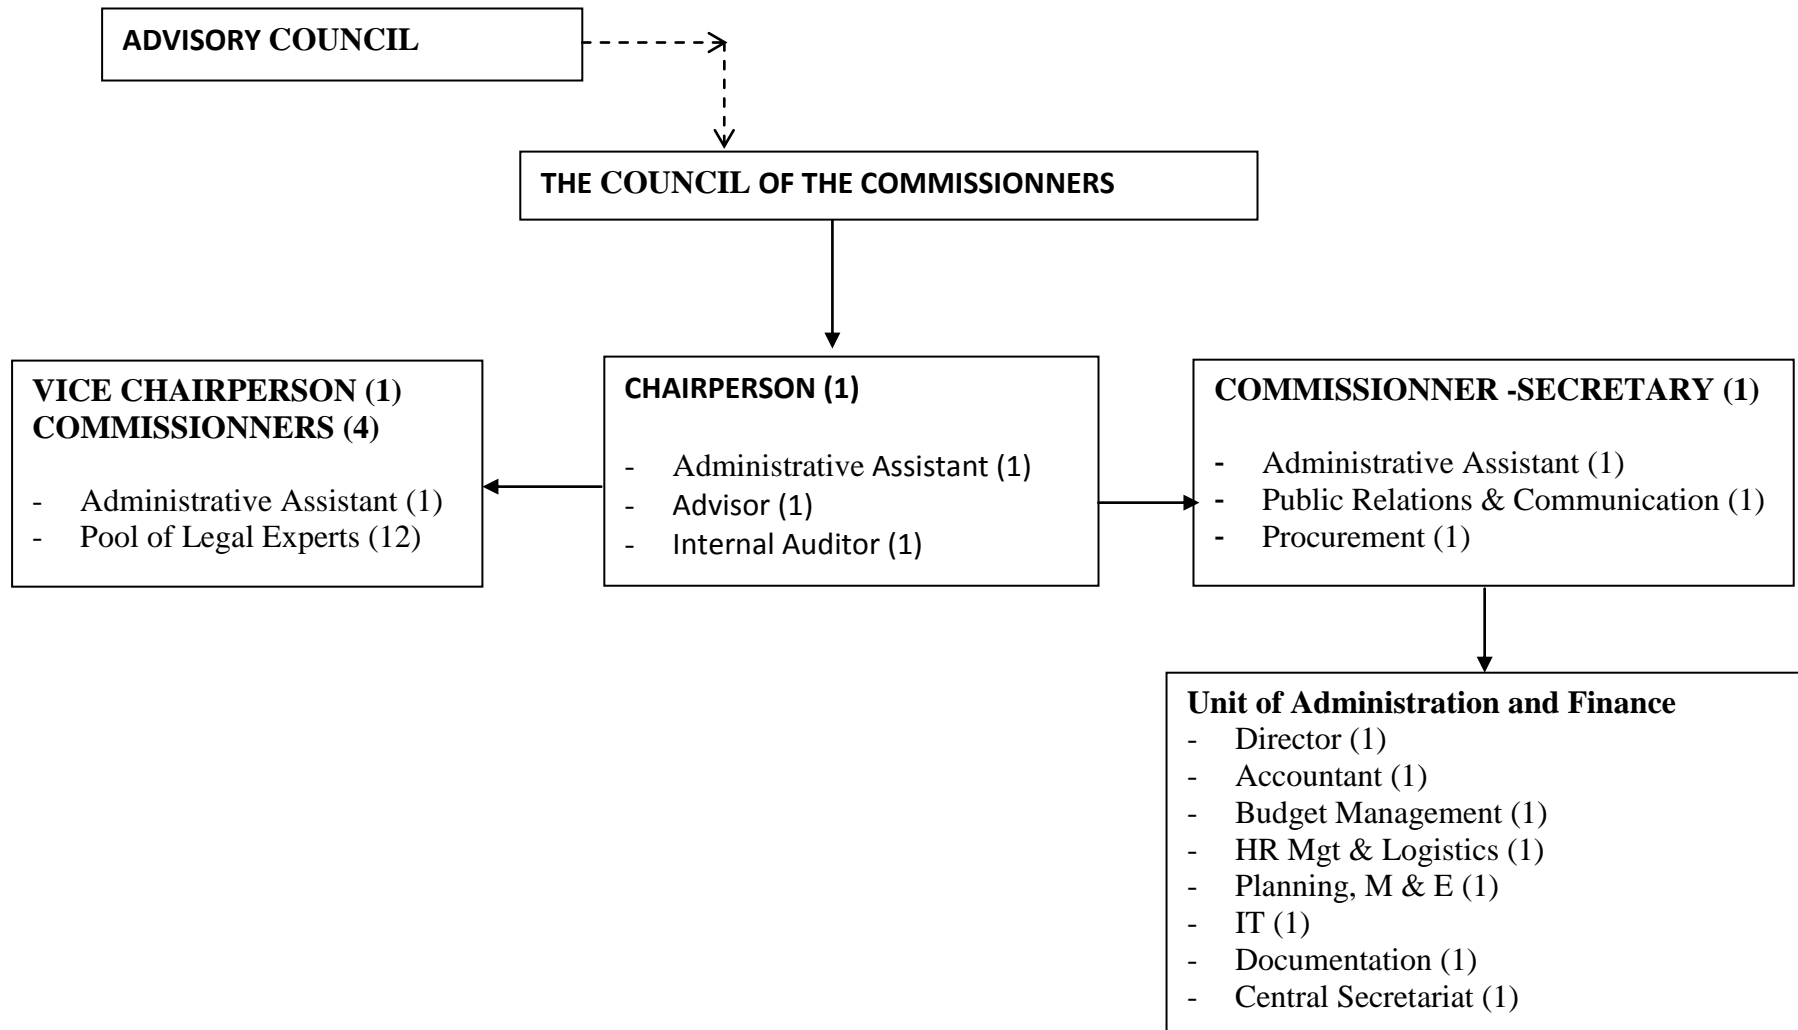 ADVISORY COUNCIL
THE COUNCIL OF THE COMMISSIONNERS
VICE CHAIRPERSON (1)
COMMISSIONNERS (4)
- Administrative Assistant (1)
- Pool of Legal Experts (12)
CHAIRPERSON (1)
- Administrative Assistant (1)
- Advisor (1)
- Internal Auditor (1)
COMMISSIONNER -SECRETARY (1)
- Administrative Assistant (1)
- Public Relations & Communication (1)
- Procurement (1)
Unit of Administration and Finance
- Director (1)
- Accountant (1)
- Budget Management (1)
- HR Mgt & Logistics (1)
- Planning, M & E (1)
- IT (1)
- Documentation (1)
- Central Secretariat (1)